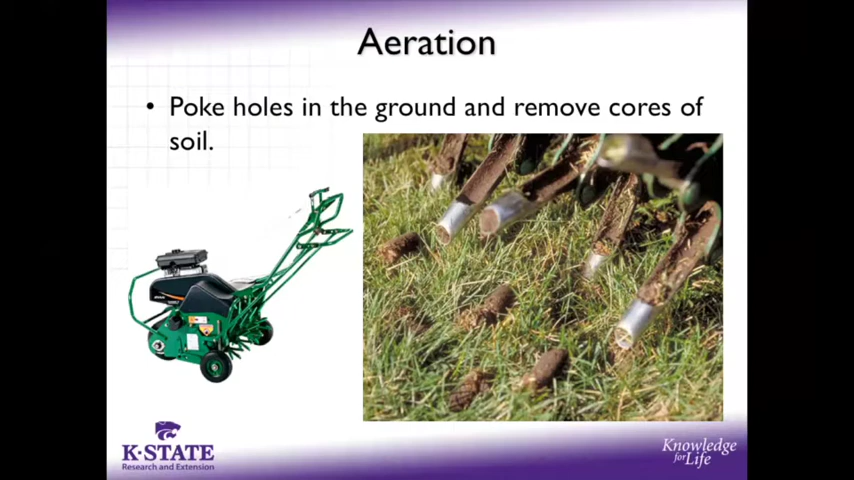 Aeration
• Poke holes in the ground and remove cores of
soil.
K-STATE
Research and Extension
Knowledge
for Life